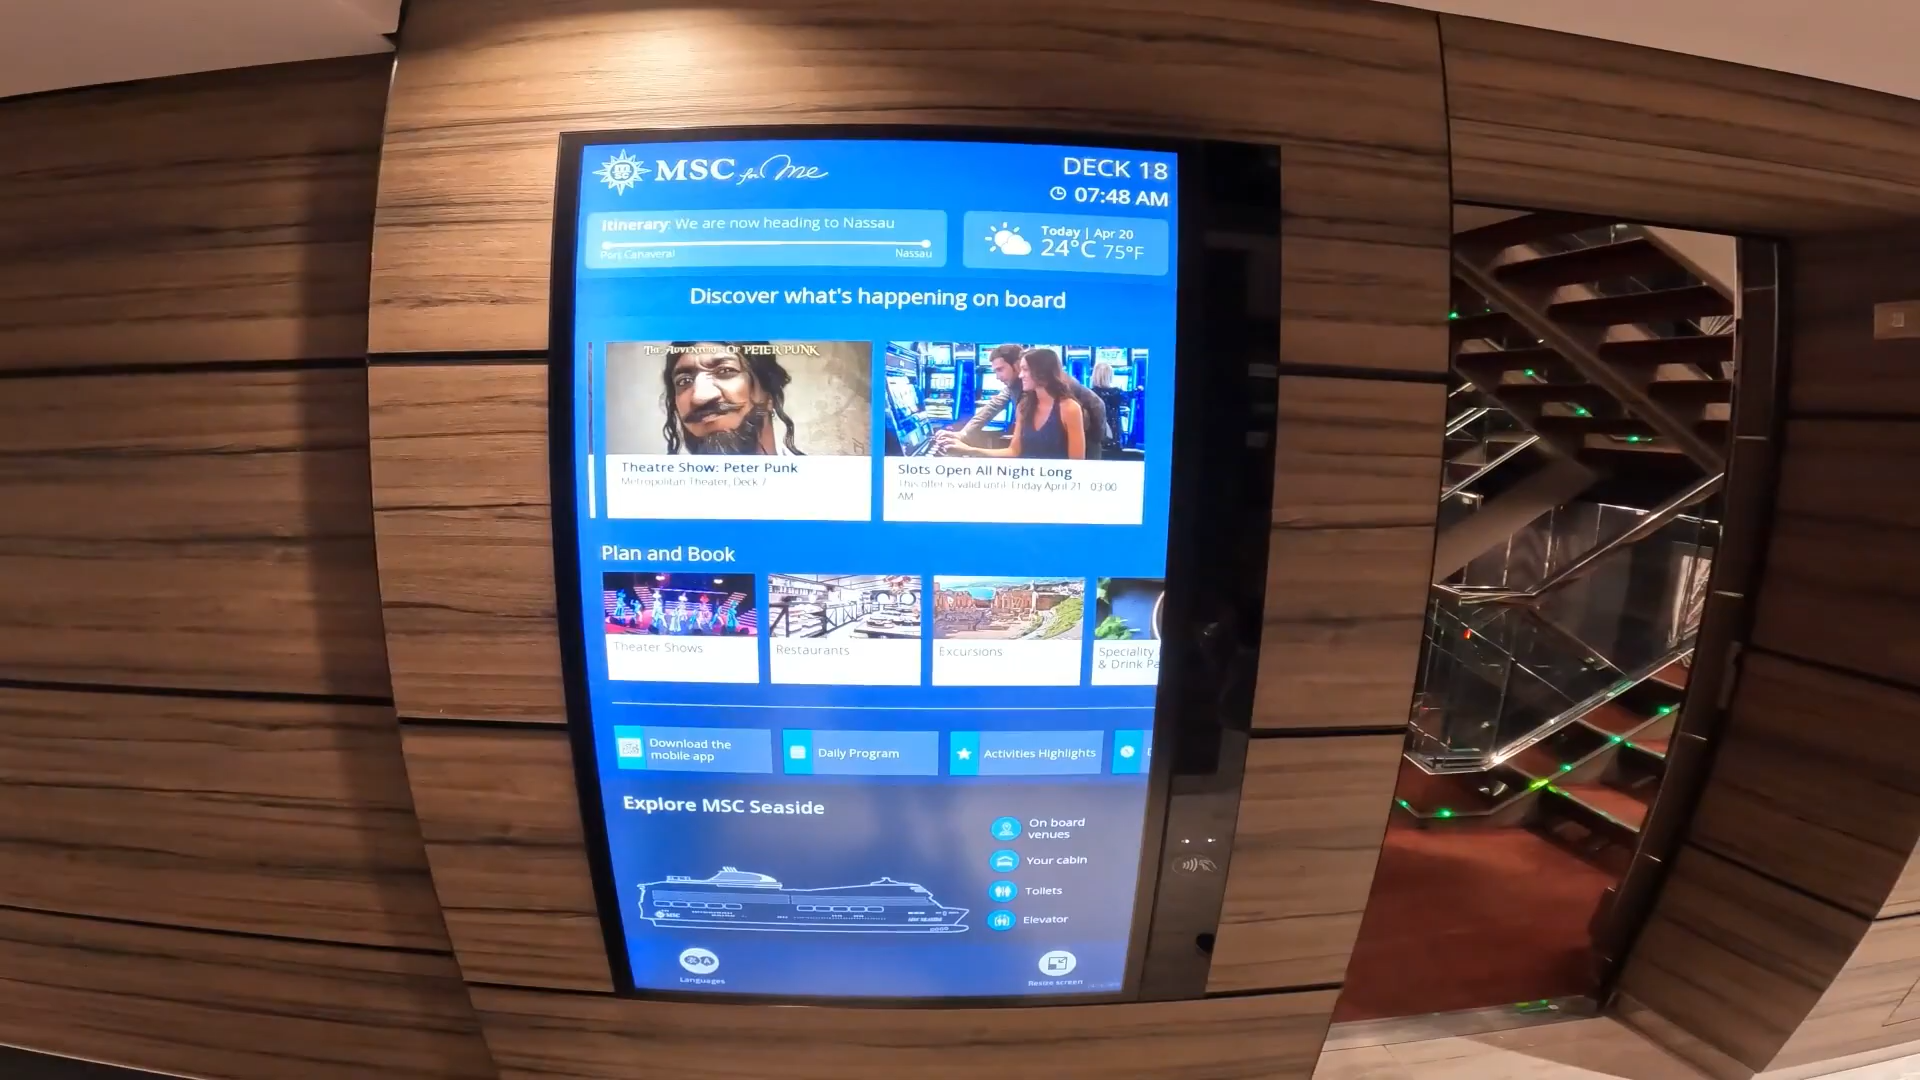 MSC for Me
DECK 18
07:48 AM
Itinerary: We are now heading to Nassau
Port Canaveral
Nassau
Today | Apr 20
24°C 75°F
Discover what's happening on board
THE ADVENTURES OF PETER PUNK
Theatre Show: Peter Punk
Metropolitan Theater, Deck 7
Slots Open All Night Long
This offer is valid until: Friday April 21 03:00
AM
Plan and Book
Theater Shows
Restaurants
Excursions
Speciality
& Drink Pa
Download the
mobile app
Daily Program
Activities Highlights
Explore MSC Seaside
On board
venues
Your cabin
Toilets
Elevator
MSC
Languages
Resize screen